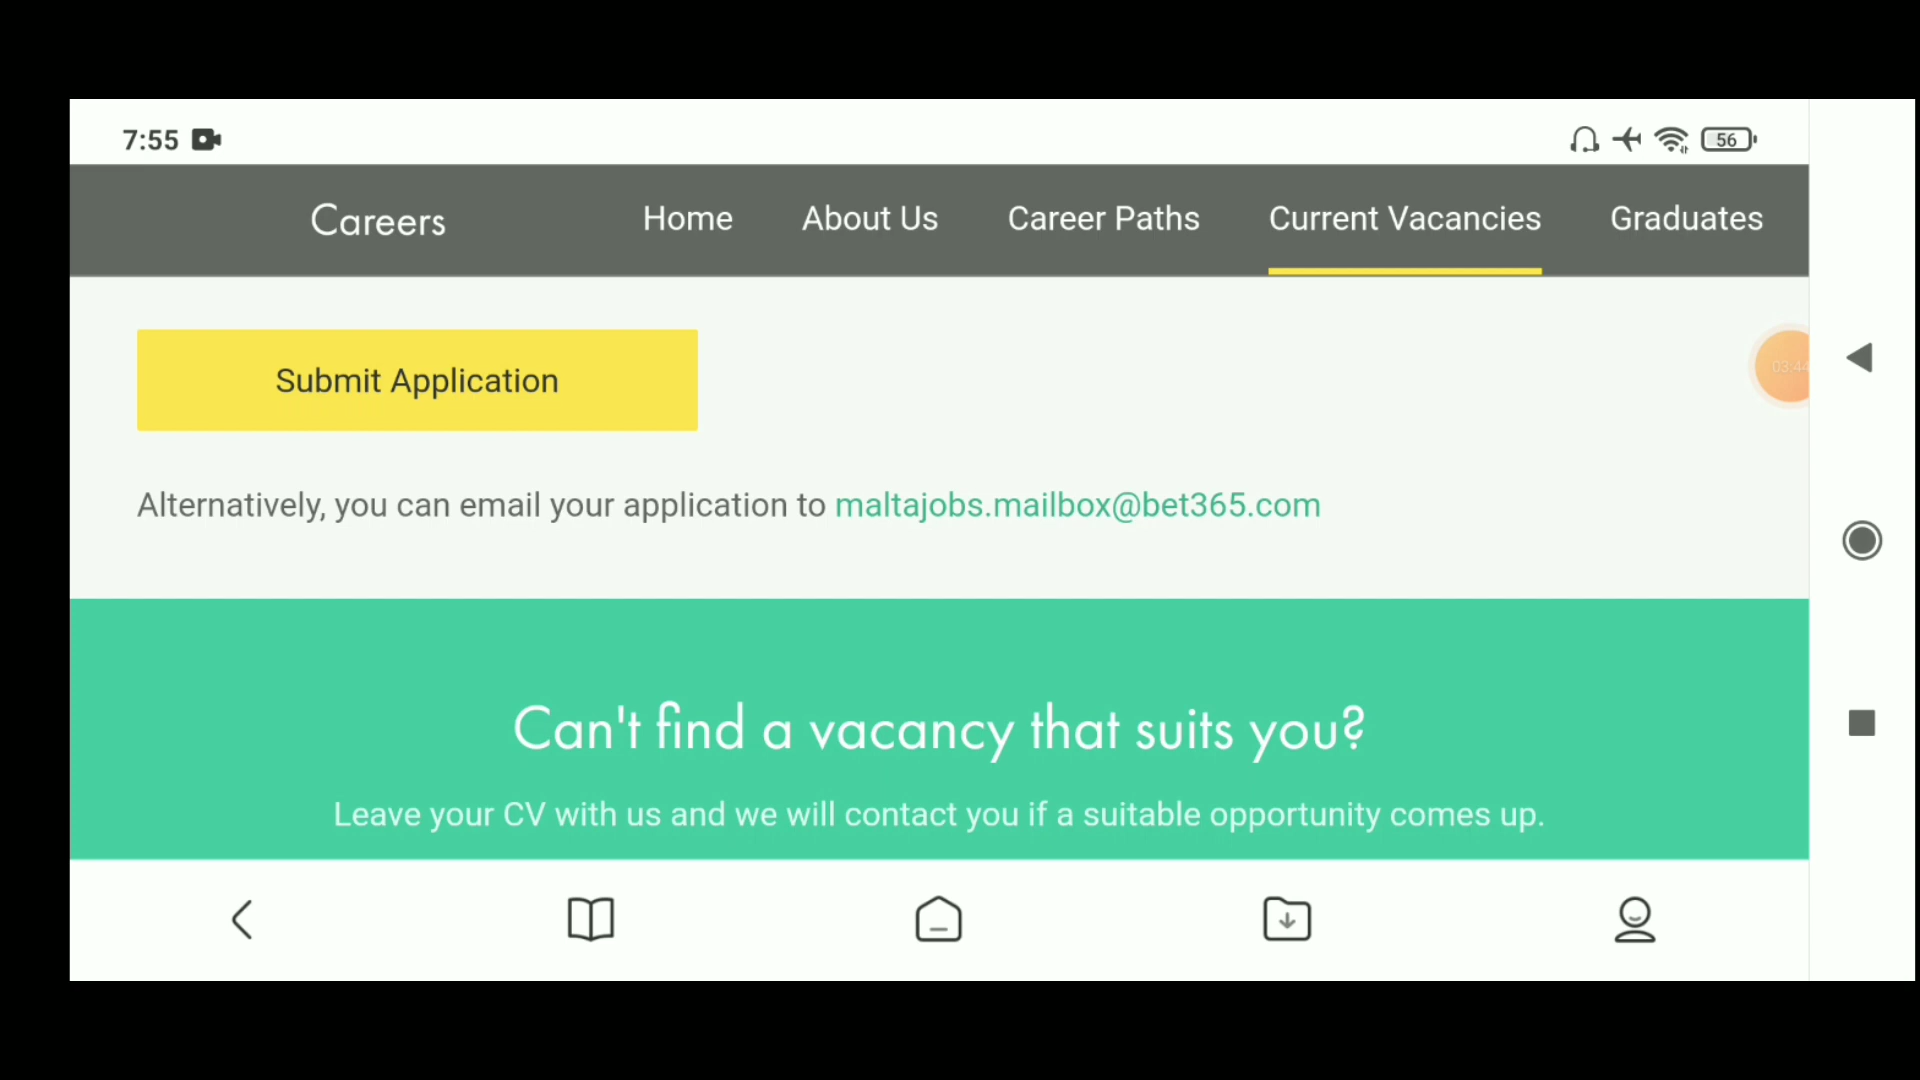 7:55
56
Careers
Home
About Us
Career Paths
Current Vacancies
Graduates
Submit Application
03:44
Alternatively, you can email your application to maltajobs.mailbox@bet365.com
Can't find a vacancy that suits you?
Leave your CV with us and we will contact you if a suitable opportunity comes up.